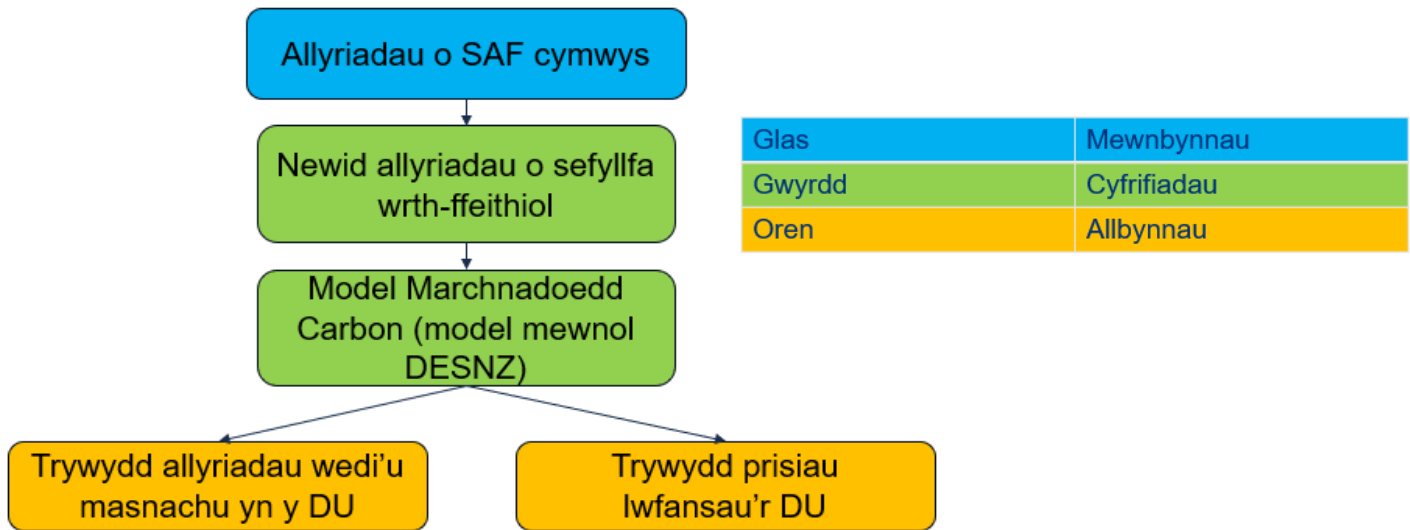 Allyriadau o SAF cymwys
Newid allyriadau o sefyllfa
wrth-ffeithiol
Model Marchnadoedd
Carbon (model mewnol
DESNZ)
Trywydd allyriadau wedi’u
masnachu yn y DU
Trywydd prisiau
lwfansau’r DU
Glas Mewnbynnau
Gwyrdd Cyfrifiadau
Oren Allbynnau